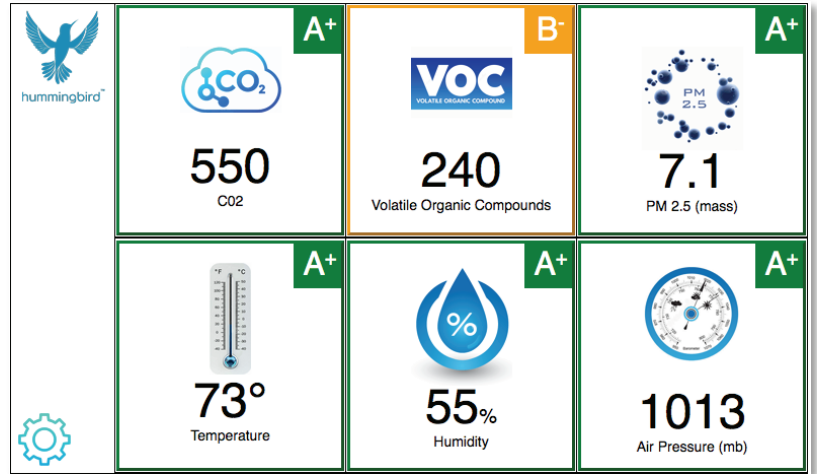 hummingbird™
A+
CO₂
550
C02
B-
VOC
VOLATILE ORGANIC COMPOUND
240
Volatile Organic Compounds
A+
PM
2.5
7.1
PM 2.5 (mass)
A+
°F °C
73°
Temperature
A+
%
55%
Humidity
A+
1013
Air Pressure (mb)